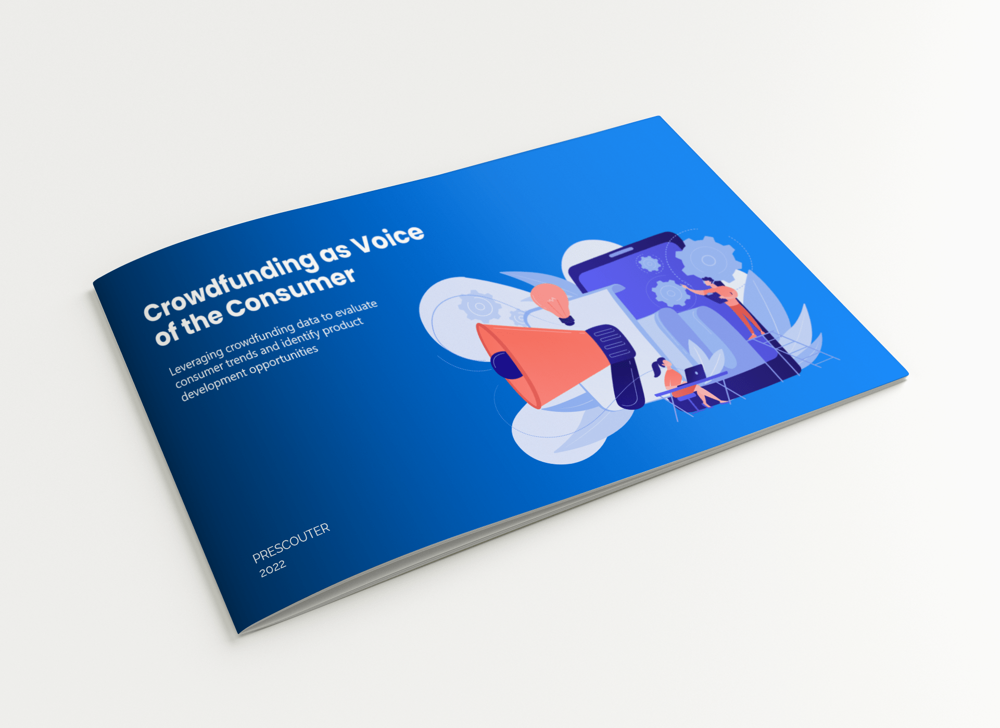 Crowdfunding as Voice
of the Consumer
Leveraging crowdfunding data to evaluate
consumer trends and identify product
development opportunities
PRESCOUTER
2022